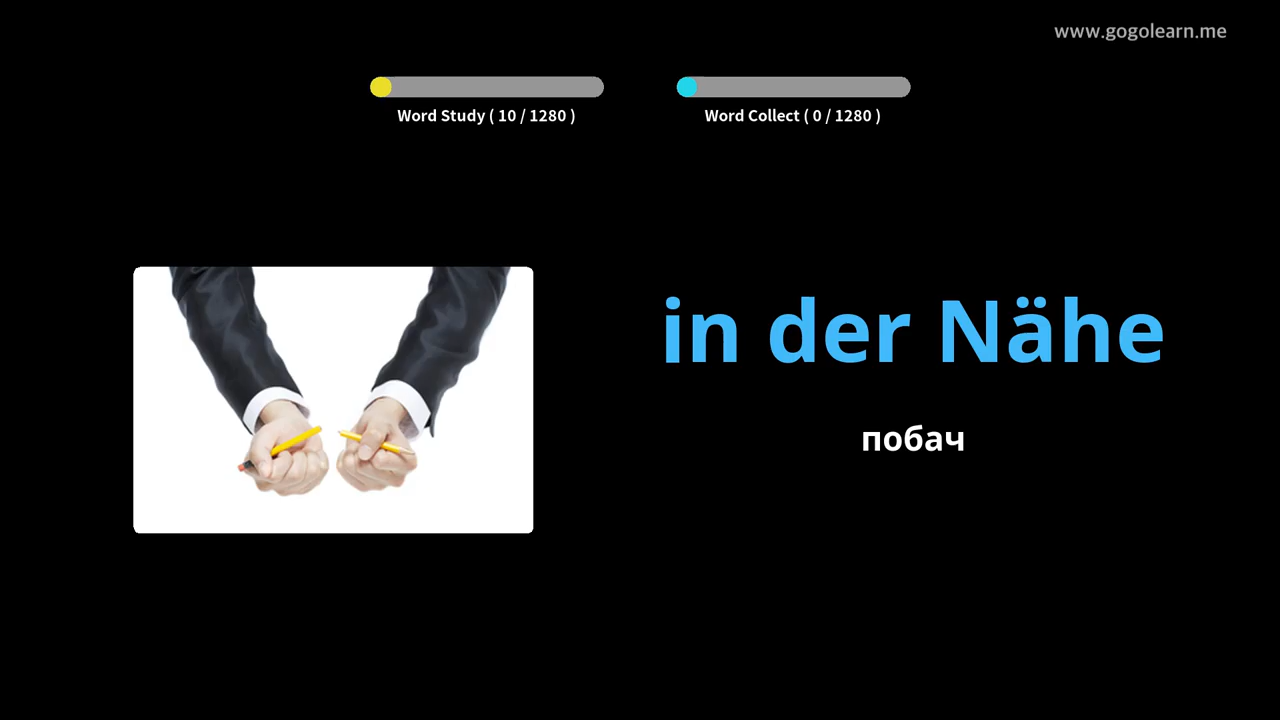 www.gogolearn.me
Word Study ( 10 / 1280 )
Word Collect ( 0 / 1280 )
in der Nähe
побач